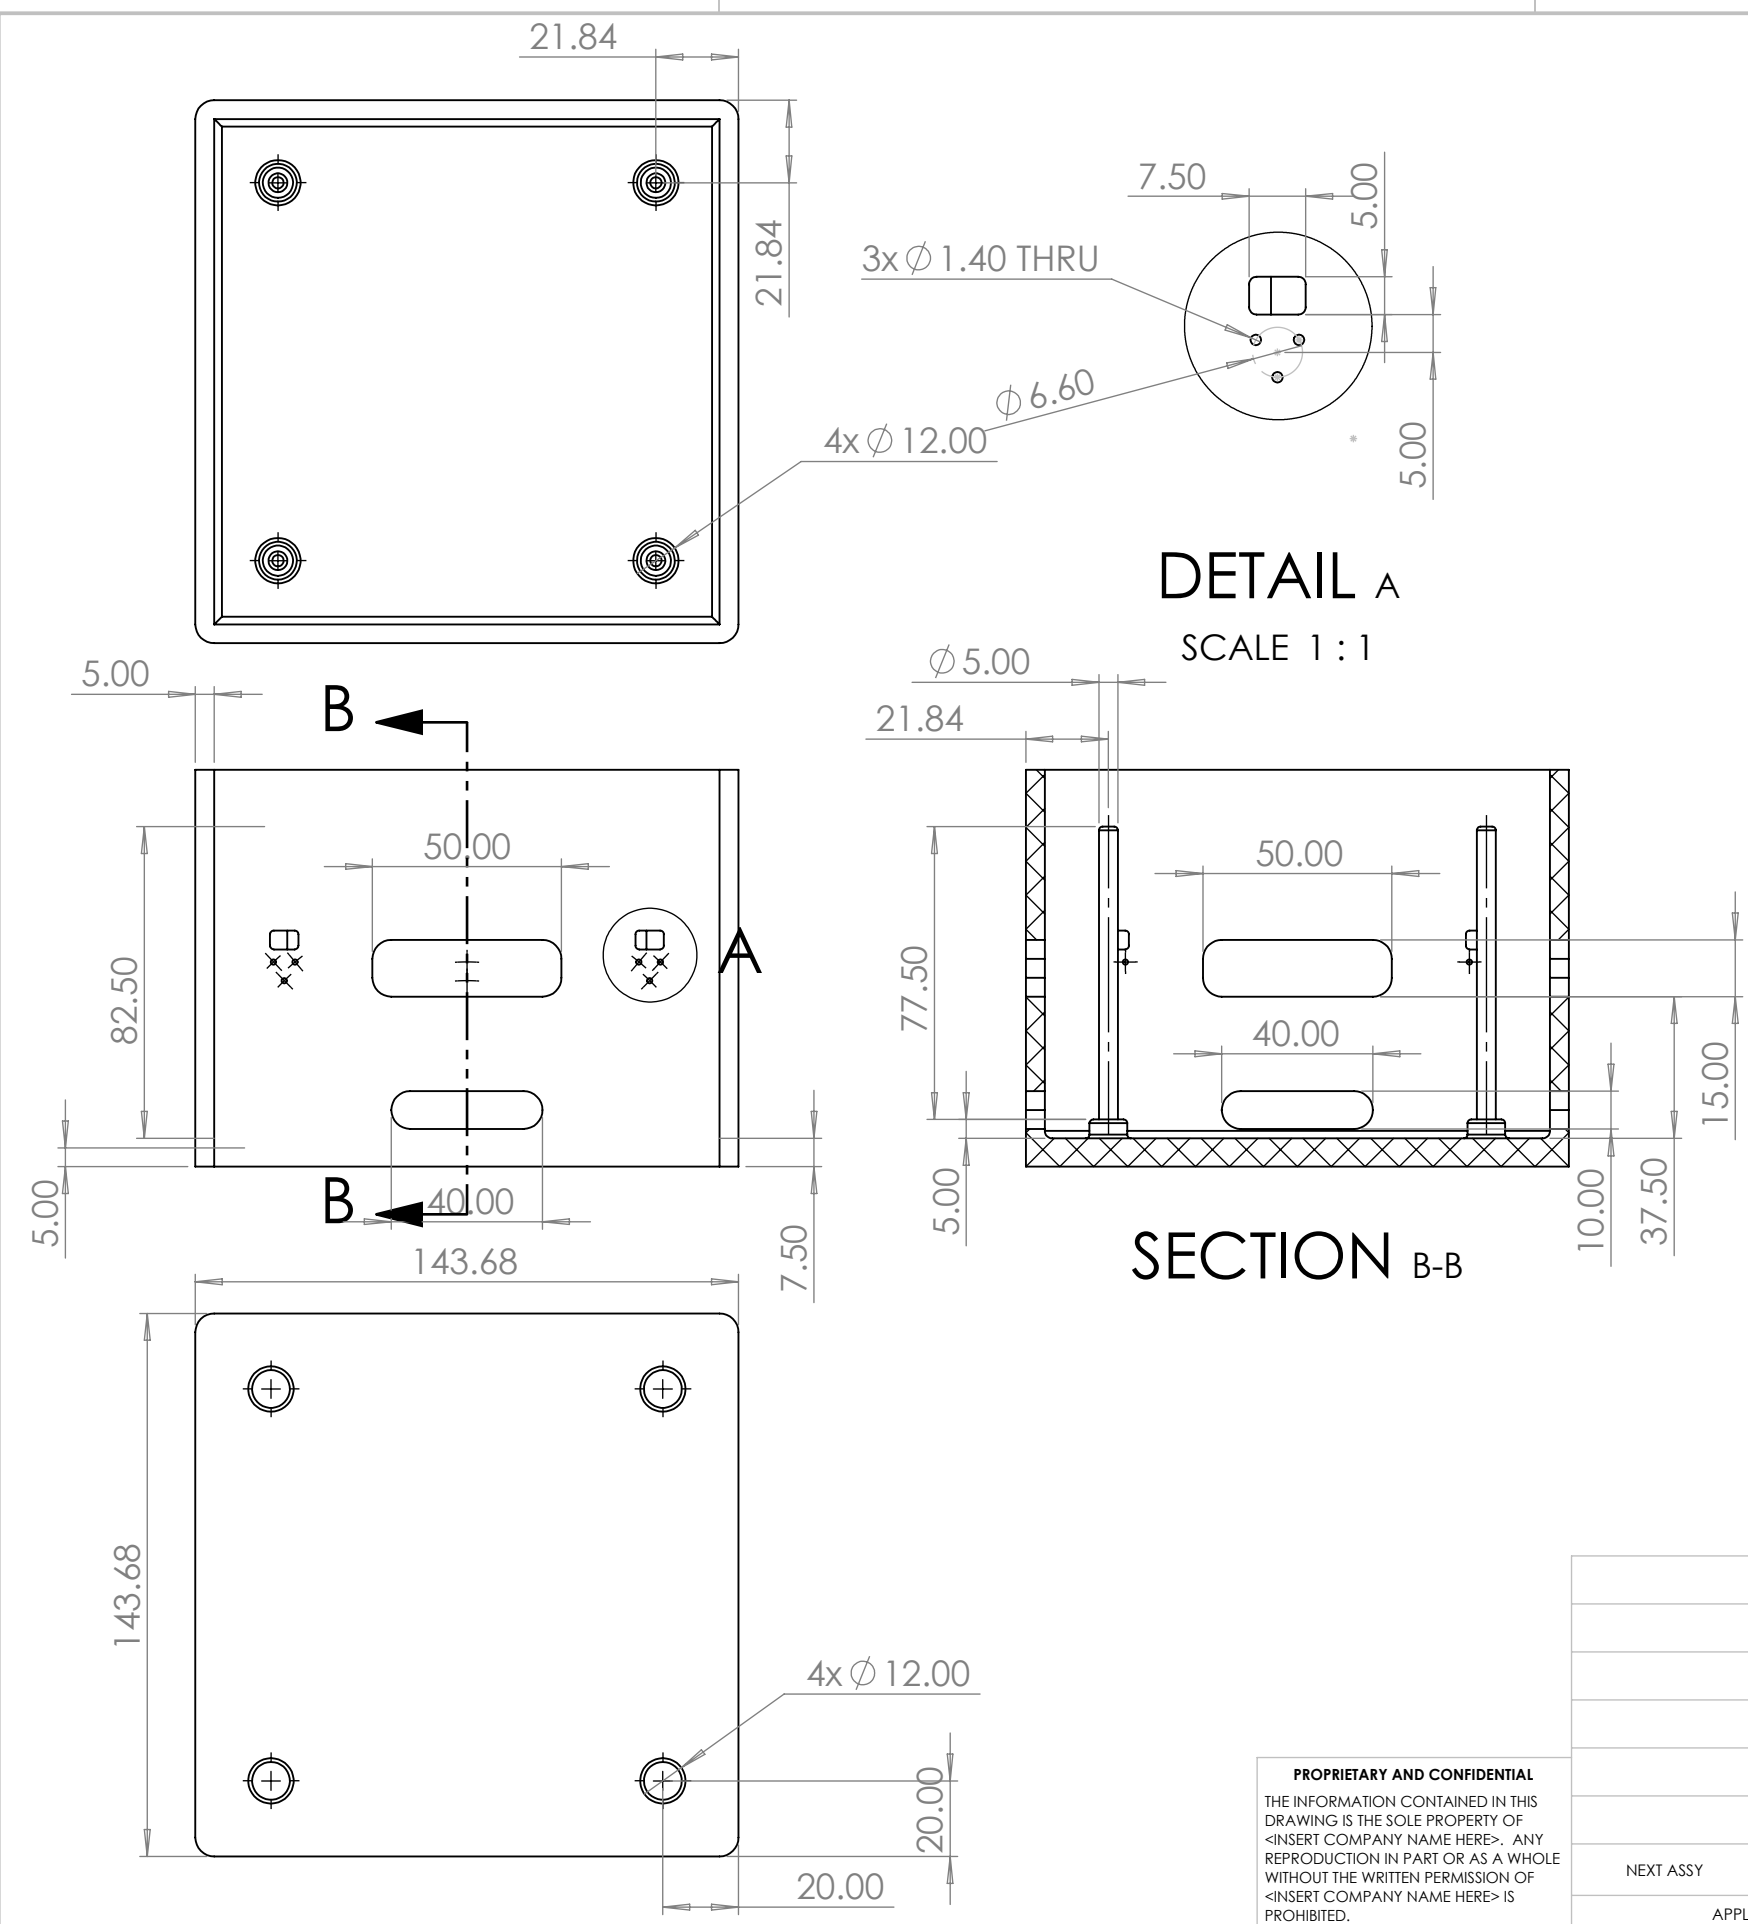 21.84
21.84
7.50
5.00
3x ∅ 1.40 THRU
∅ 6.60
4x ∅ 12.00
5.00
DETAIL A
SCALE 1 : 1
5.00
B
∅ 5.00
21.84
50.00
50.00
A
82.50
77.50
40.00
15.00
5.00
B
40.00
7.50
5.00
10.00
37.50
SECTION B-B
143.68
143.68
4x ∅ 12.00
20.00
20.00
PROPRIETARY AND CONFIDENTIAL
THE INFORMATION CONTAINED IN THIS
DRAWING IS THE SOLE PROPERTY OF
<INSERT COMPANY NAME HERE>. ANY
REPRODUCTION IN PART OR AS A WHOLE
WITHOUT THE WRITTEN PERMISSION OF
<INSERT COMPANY NAME HERE> IS
PROHIBITED.
NEXT ASSY
APPL